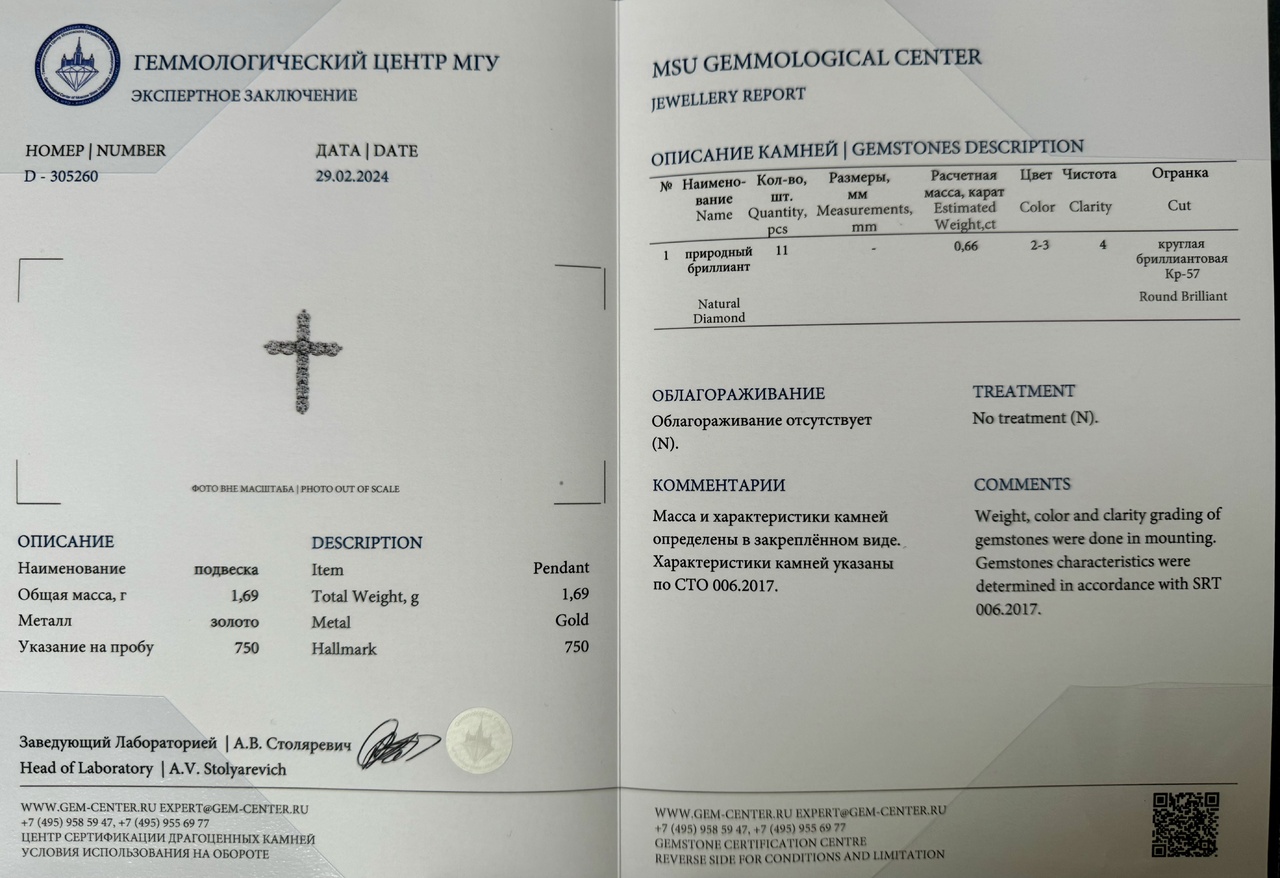 ГЕММОЛОГИЧЕСКИЙ ЦЕНТР МГУ
ЭКСПЕРТНОЕ ЗАКЛЮЧЕНИЕ
НОМЕР | NUMBER
ДАТА | DATE
D - 305260
29.02.2024
ФОТО ВНЕ МАСШТАБА | PHOTO OUT OF SCALE
ОПИСАНИЕ
Наименование подвеска
Общая масса, г 1,69
Металл золото
Указание на пробу 750
DESCRIPTION
Item Pendant
Total Weight, g 1,69
Metal Gold
Hallmark 750
Заведующий Лабораторией | А.В. Столяревич
Head of Laboratory | A.V. Stolyarevich
WWW.GEM-CENTER.RU EXPERT@GEM-CENTER.RU
+7 (495) 958 59 47, +7 (495) 955 69 77
ЦЕНТР СЕРТИФИКАЦИИ ДРАГОЦЕННЫХ КАМНЕЙ
УСЛОВИЯ ИСПОЛЬЗОВАНИЯ НА ОБОРОТЕ
MSU GEMMOLOGICAL CENTER
JEWELLERY REPORT
ОПИСАНИЕ КАМНЕЙ | GEMSTONES DESCRIPTION
№ Наимено- Кол-во, Размеры, Расчетная Цвет Чистота Огранка
вание шт. мм масса, карат
Name Quantity, Measurements, Estimated Color Clarity Cut
pcs mm Weight,ct
1 природный 11 - 0,66 2-3 4 круглая
бриллиант бриллиантовая
Кр-57
Natural Round Brilliant
Diamond
ОБЛАГОРАЖИВАНИЕ
Облагораживание отсутствует
(N).
TREATMENT
No treatment (N).
КОММЕНТАРИИ
Масса и характеристики камней
определены в закреплённом виде.
Характеристики камней указаны
по СТО 006.2017.
COMMENTS
Weight, color and clarity grading of
gemstones were done in mounting.
Gemstones characteristics were
determined in accordance with SRT
006.2017.
WWW.GEM-CENTER.RU EXPERT@GEM-CENTER.RU
+7 (495) 958 59 47, +7 (495) 955 69 77
GEMSTONE CERTIFICATION CENTRE
REVERSE SIDE FOR CONDITIONS AND LIMITATION